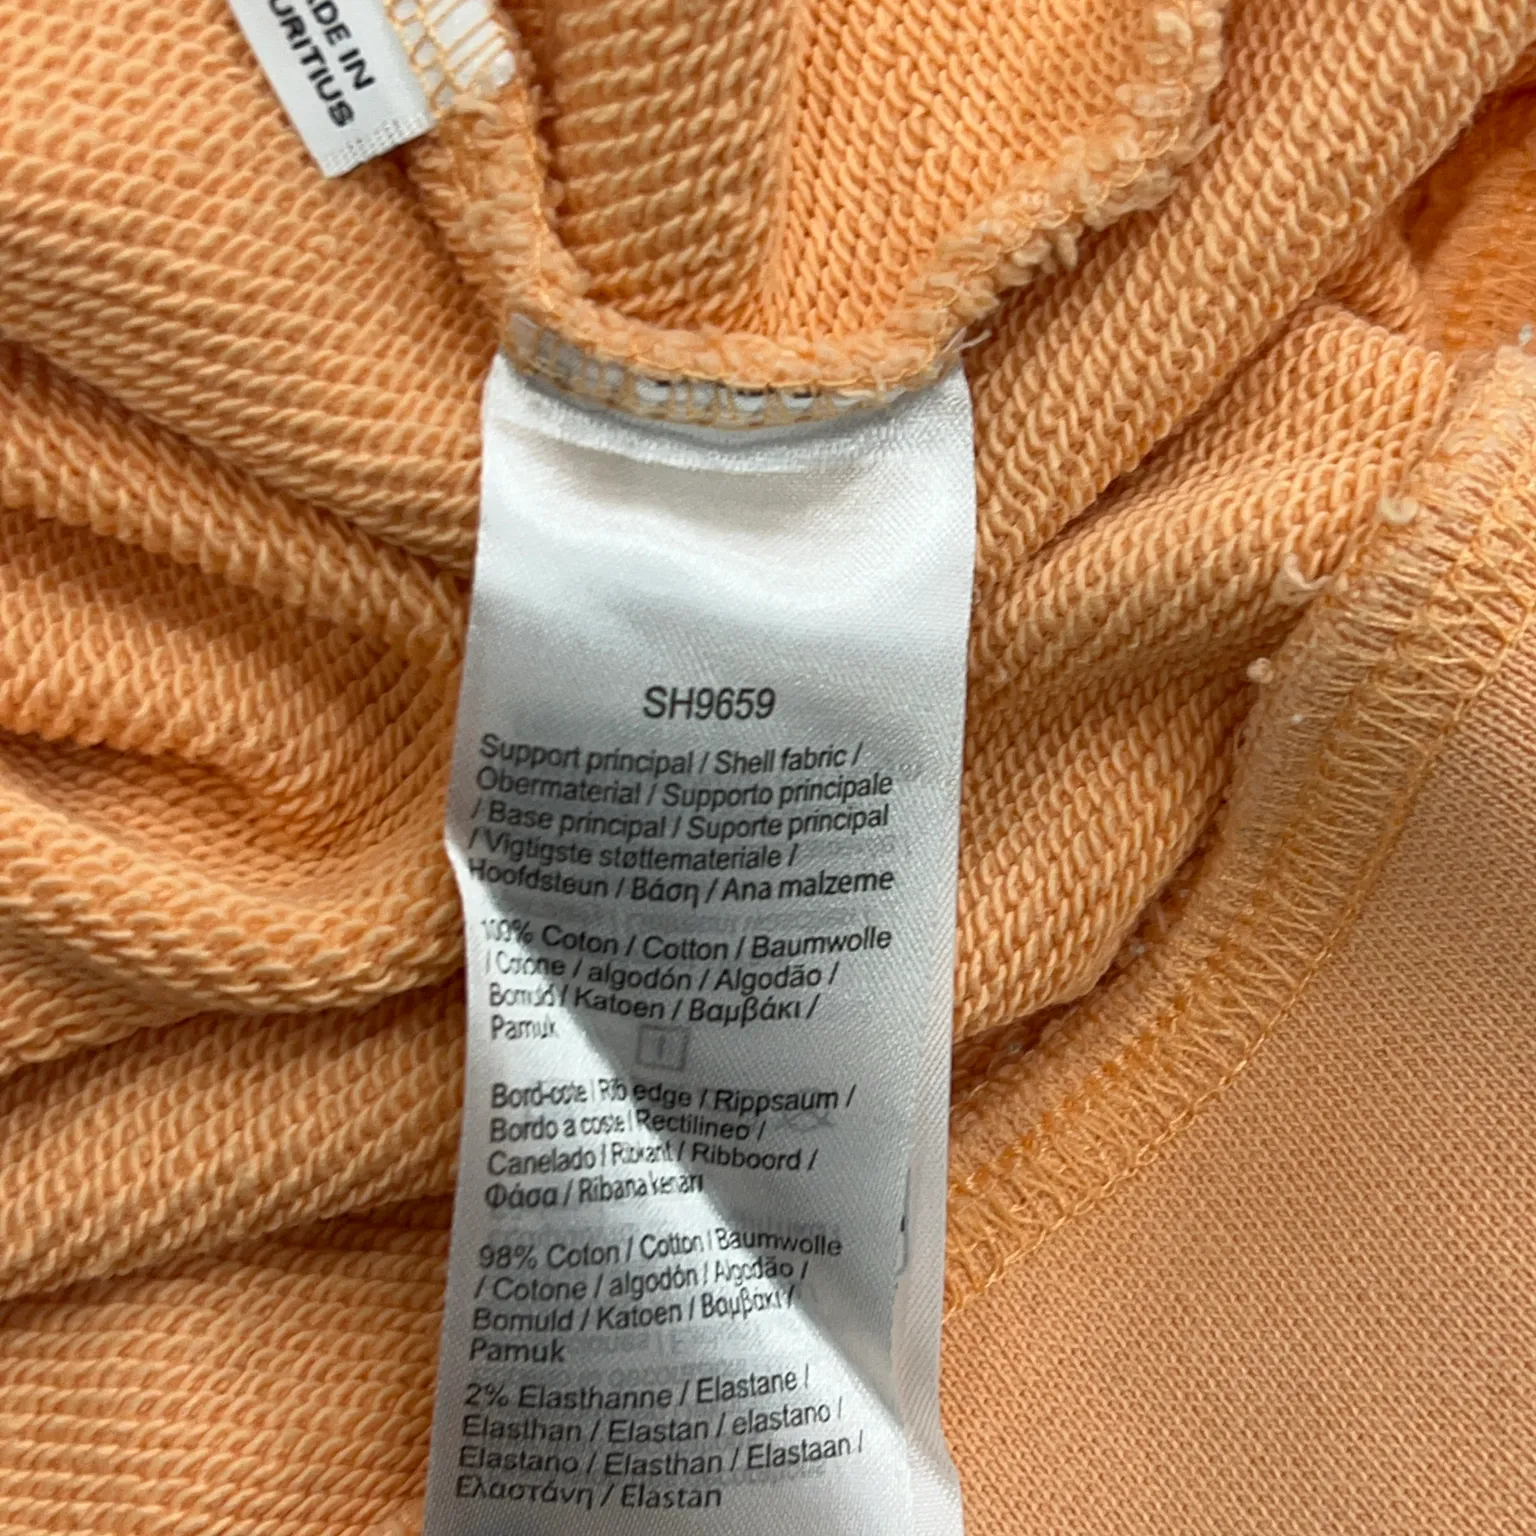 ADE IN
URITIUS
SH9659
Support principal / Shell fabric /
Obermaterial / Supporto principale
/ Base principal / Suporte principal
/ Vigtigste støttemateriale /
Hoofdsteun / Βάση / Ana malzeme
100% Coton / Cotton / Baumwolle
/ Cotone / algodón / Algodão /
Bomuld / Katoen / Βαμβάκι /
Pamuk
Bord-cote / Rib edge / Rippsaum /
Bordo a coste / Rectilineo /
Canelado / Ribkant / Ribboord /
Φάσα / Ribana kenarı
98% Coton / Cotton / Baumwolle
/ Cotone / algodón / Algodão /
Bomuld / Katoen / Βαμβάκι /
Pamuk
2% Elasthanne / Elastane /
Elasthan / Elastan / elastano /
Elastano / Elasthan / Elastaan /
Ελαστάνη / Elastan